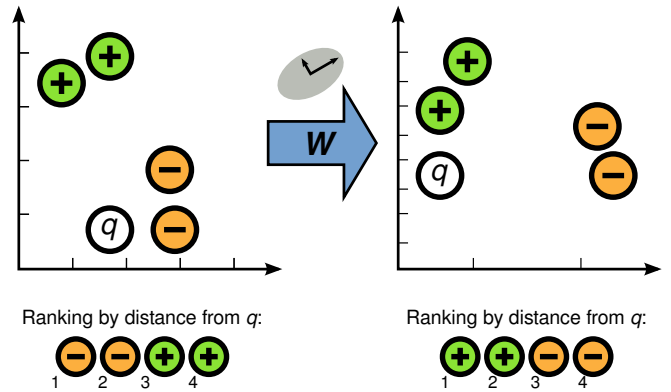 + +
+ +
W
− −
− −
q q
Ranking by distance from q: Ranking by distance from q:
− − + + + + − −
1 2 3 4 1 2 3 4